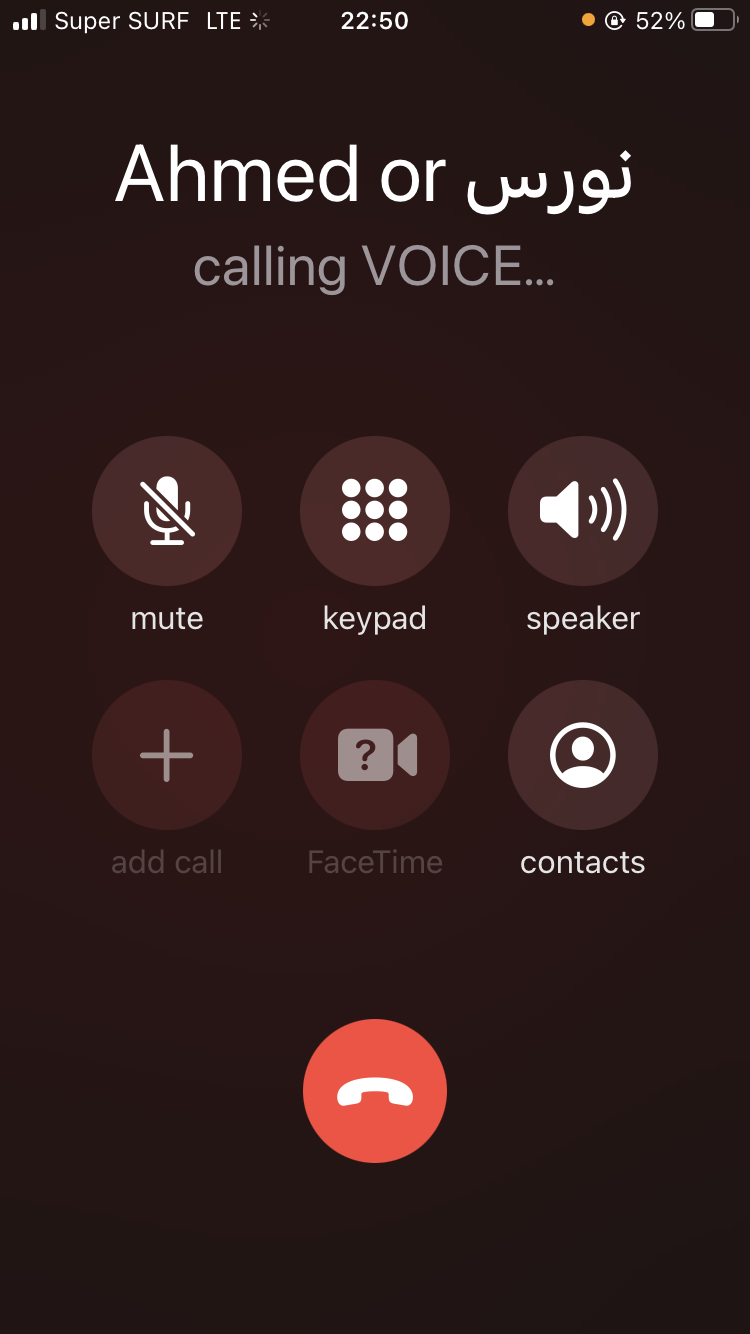 Super SURF LTE 22:50 52%
Ahmed or نورس
calling VOICE...
mute keypad speaker
?
add call FaceTime contacts